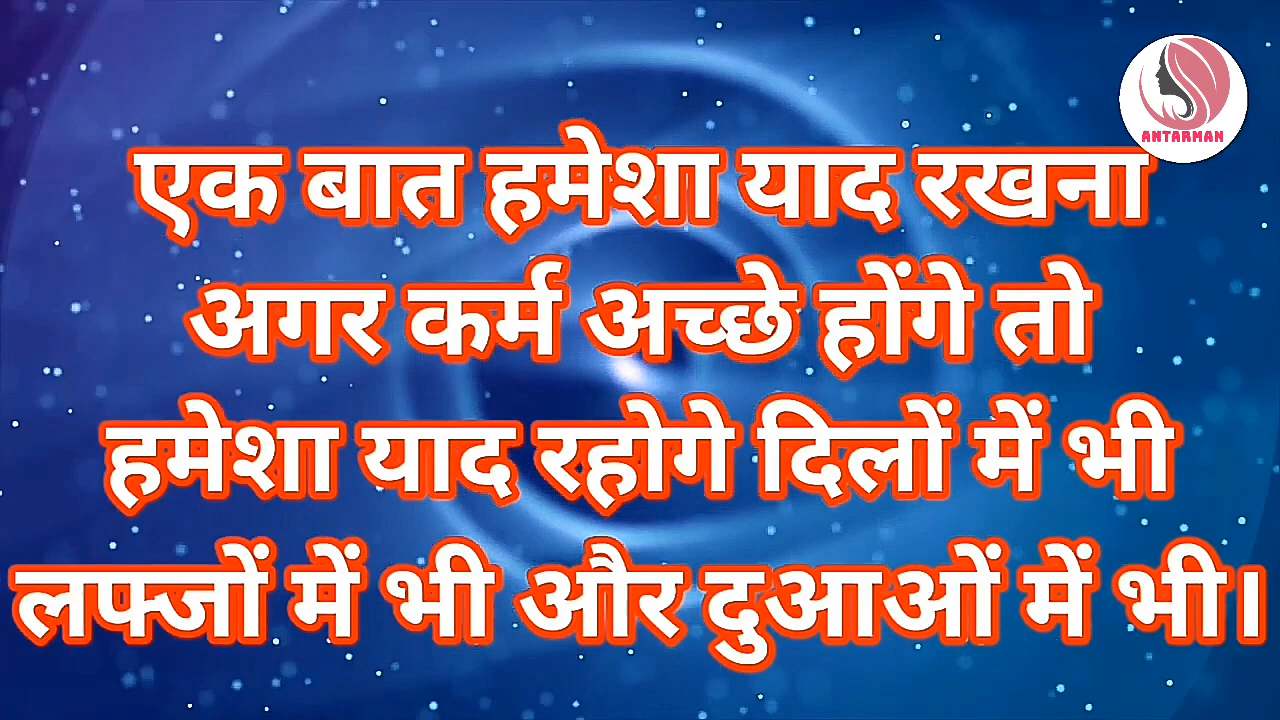 ANTARMAN
एक बात हमेशा याद रखना
अगर कर्म अच्छे होंगे तो
हमेशा याद रहोगे दिलों में भी
लफ्जों में भी और दुआओं में भी।